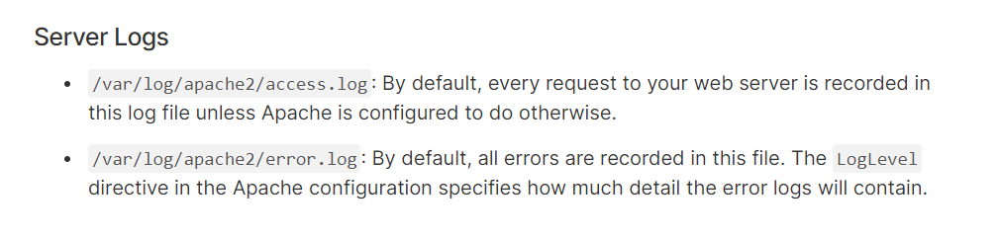 Server Logs
• /var/log/apache2/access.log: By default, every request to your web server is recorded in
this log file unless Apache is configured to do otherwise.
• /var/log/apache2/error.log: By default, all errors are recorded in this file. The LogLevel
directive in the Apache configuration specifies how much detail the error logs will contain.